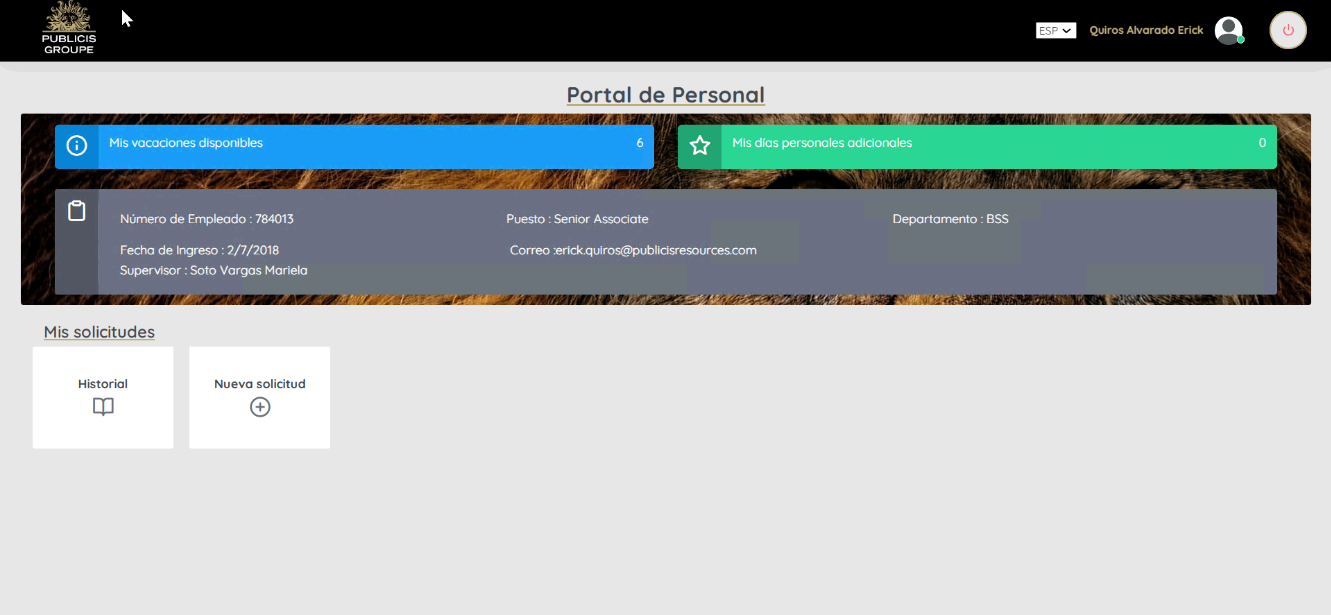 PUBLICIS
GROUPE
ESP
Quiros Alvarado Erick
Portal de Personal
Mis vacaciones disponibles 6
Mis días personales adicionales 0
Número de Empleado : 784013
Puesto : Senior Associate
Departamento : BSS
Fecha de Ingreso : 2/7/2018
Correo :erick.quiros@publicisresources.com
Supervisor : Soto Vargas Mariela
Mis solicitudes
Historial
Nueva solicitud